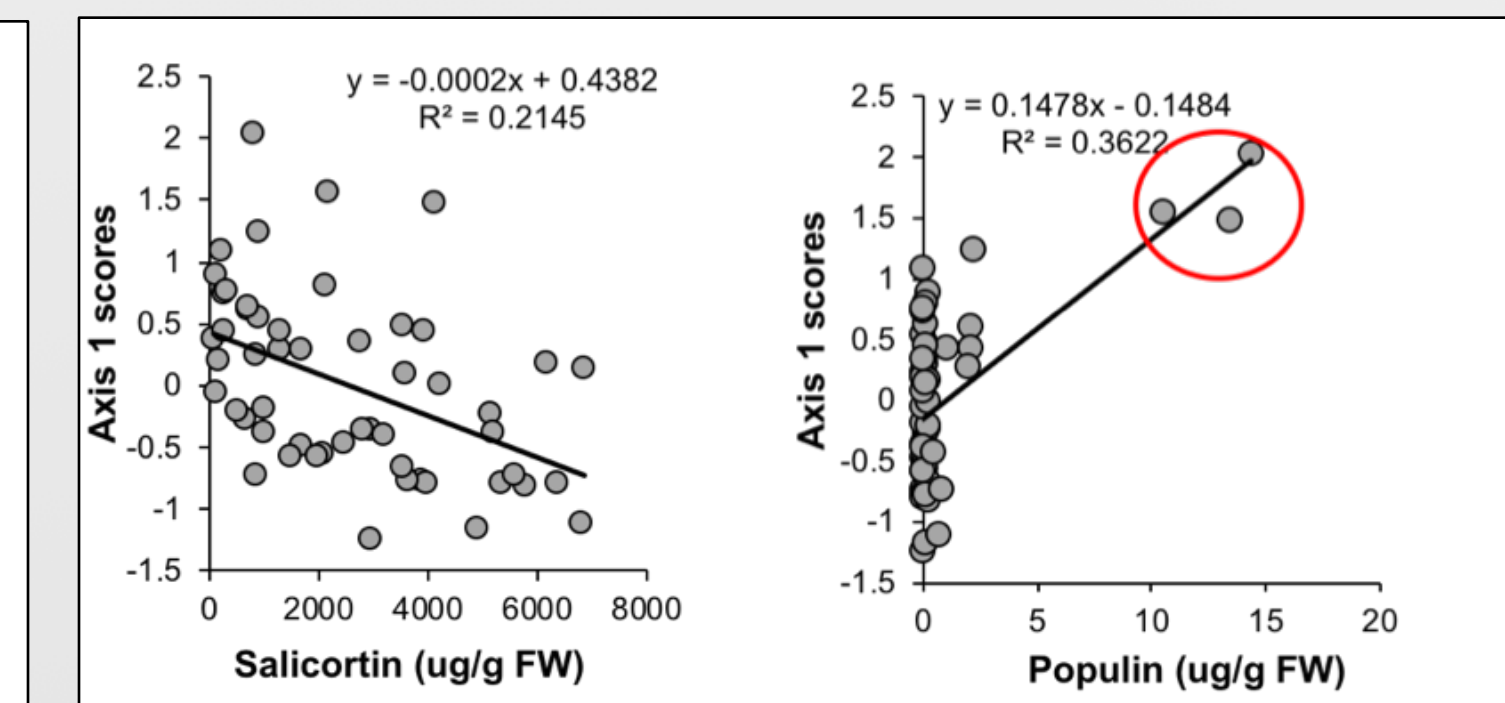 y = -0.0002x + 0.4382
R² = 0.2145
2.5
2
1.5
1
0.5
0
-0.5
-1
-1.5
Axis 1 scores
0 2000 4000 6000 8000
Salicortin (ug/g FW)
y = 0.1478x - 0.1484
R² = 0.3622
2.5
2
1.5
1
0.5
0
-0.5
-1
-1.5
Axis 1 scores
0 5 10 15 20
Populin (ug/g FW)